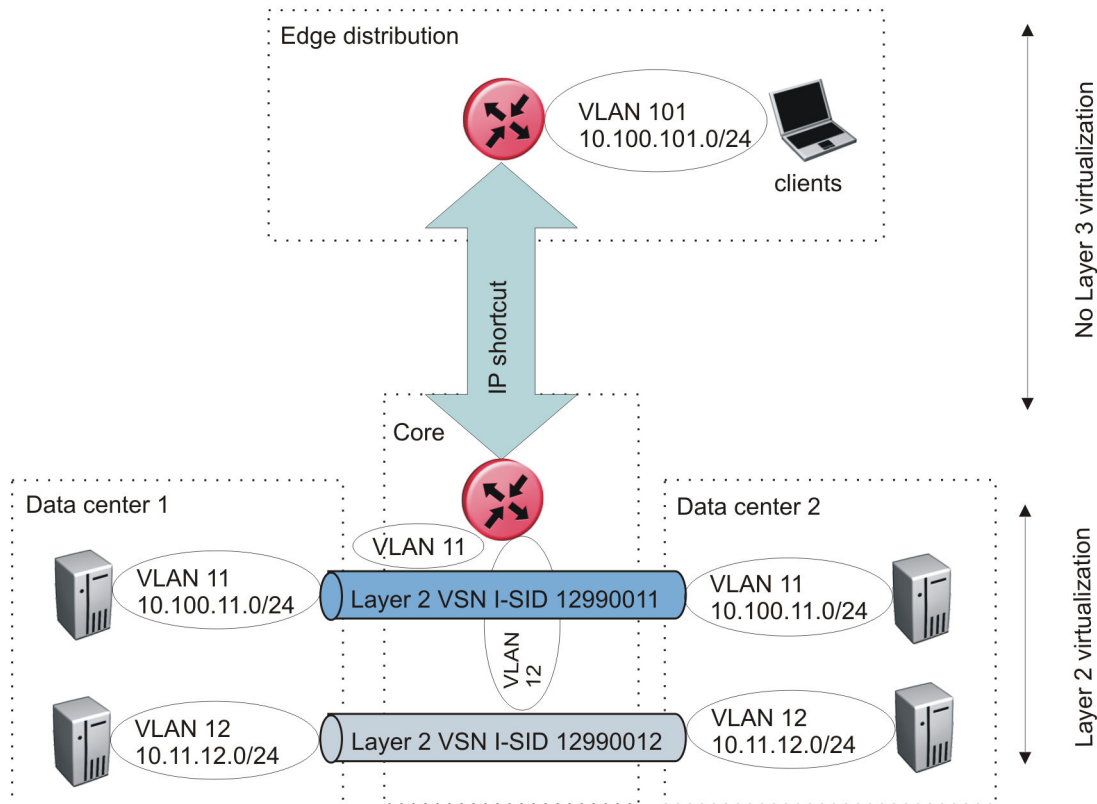 Edge distribution
VLAN 101
10.100.101.0/24
clients
No Layer 3 virtualization
IP shortcut
Core
Data center 1
Data center 2
VLAN 11
VLAN 11
10.100.11.0/24
Layer 2 VSN I-SID 12990011
VLAN 11
10.100.11.0/24
VLAN
12
Layer 2 virtualization
VLAN 12
10.11.12.0/24
Layer 2 VSN I-SID 12990012
VLAN 12
10.11.12.0/24